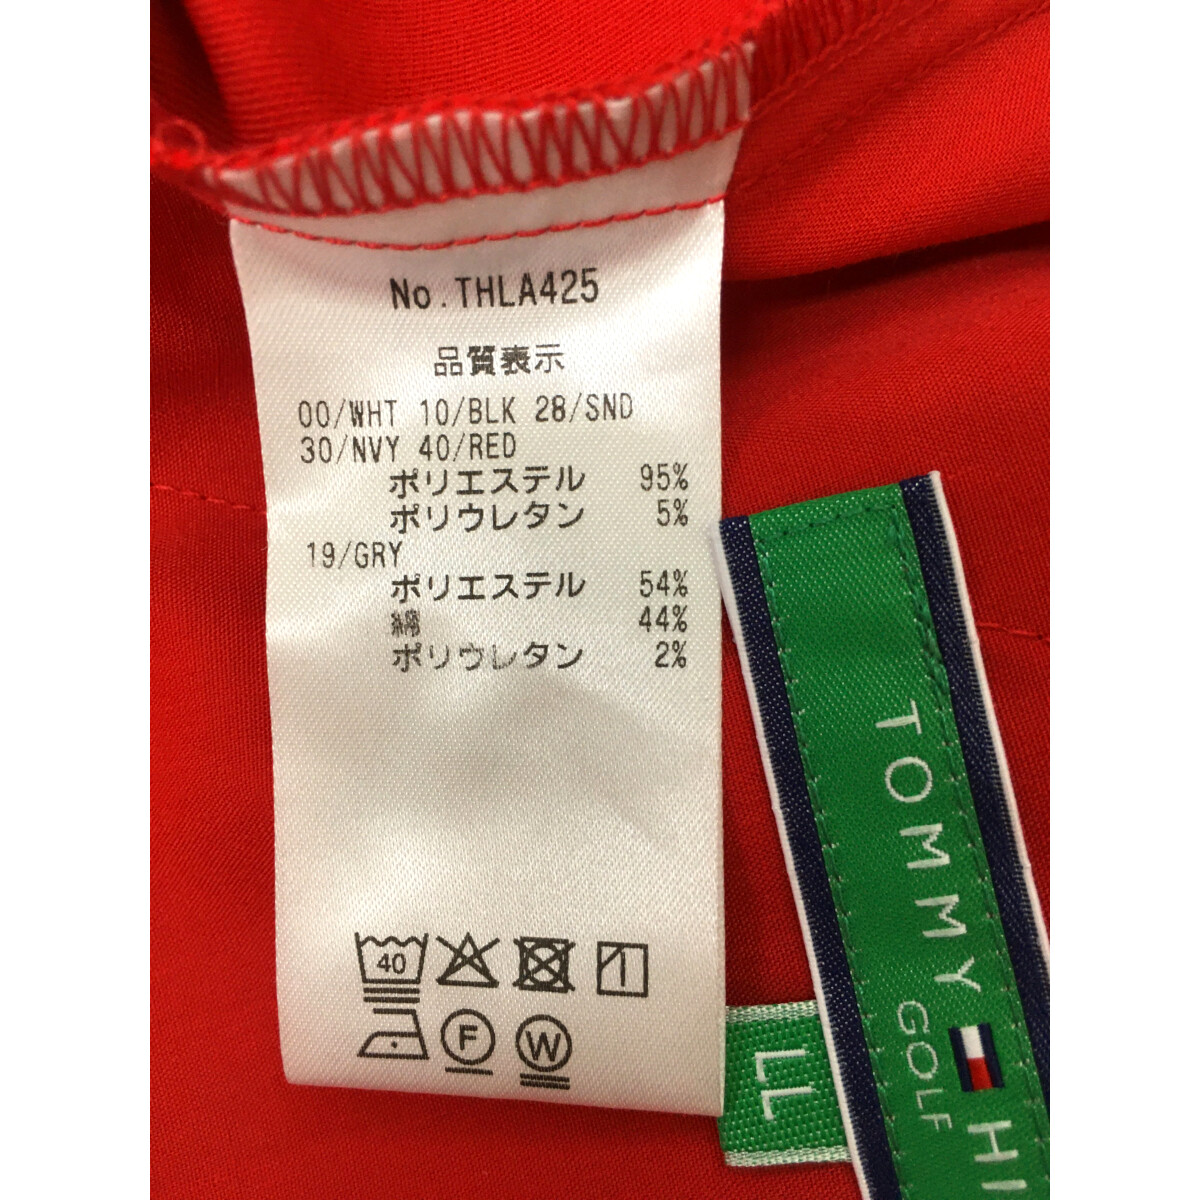 No.THLA425
品質表示
00/WHT 10/BLK 28/SND
30/NVY 40/RED
ポリエステル 95%
ポリウレタン 5%
19/GRY
ポリエステル 54%
綿 44%
ポリウレタン 2%
40
F
W
LL
TOMMY HI
GOLF